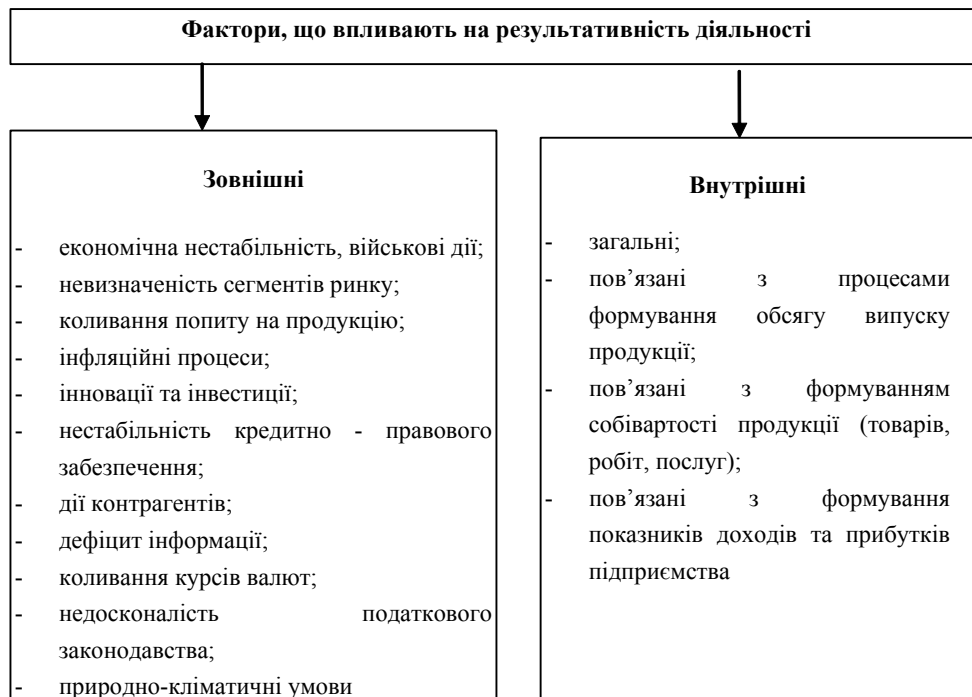 Фактори, що впливають на результативність діяльності
Зовнішні
- економічна нестабільність, військові дії;
- невизначеність сегментів ринку;
- коливання попиту на продукцію;
- інфляційні процеси;
- інновації та інвестиції;
- нестабільність кредитно - правового
забезпечення;
- дії контрагентів;
- дефіцит інформації;
- коливання курсів валют;
- недосконалість податкового
законодавства;
- природно-кліматичні умови
Внутрішні
- загальні;
- пов’язані з процесами
формування обсягу випуску
продукції;
- пов’язані з формуванням
собівартості продукції (товарів,
робіт, послуг);
- пов’язані з формування
показників доходів та прибутків
підприємства